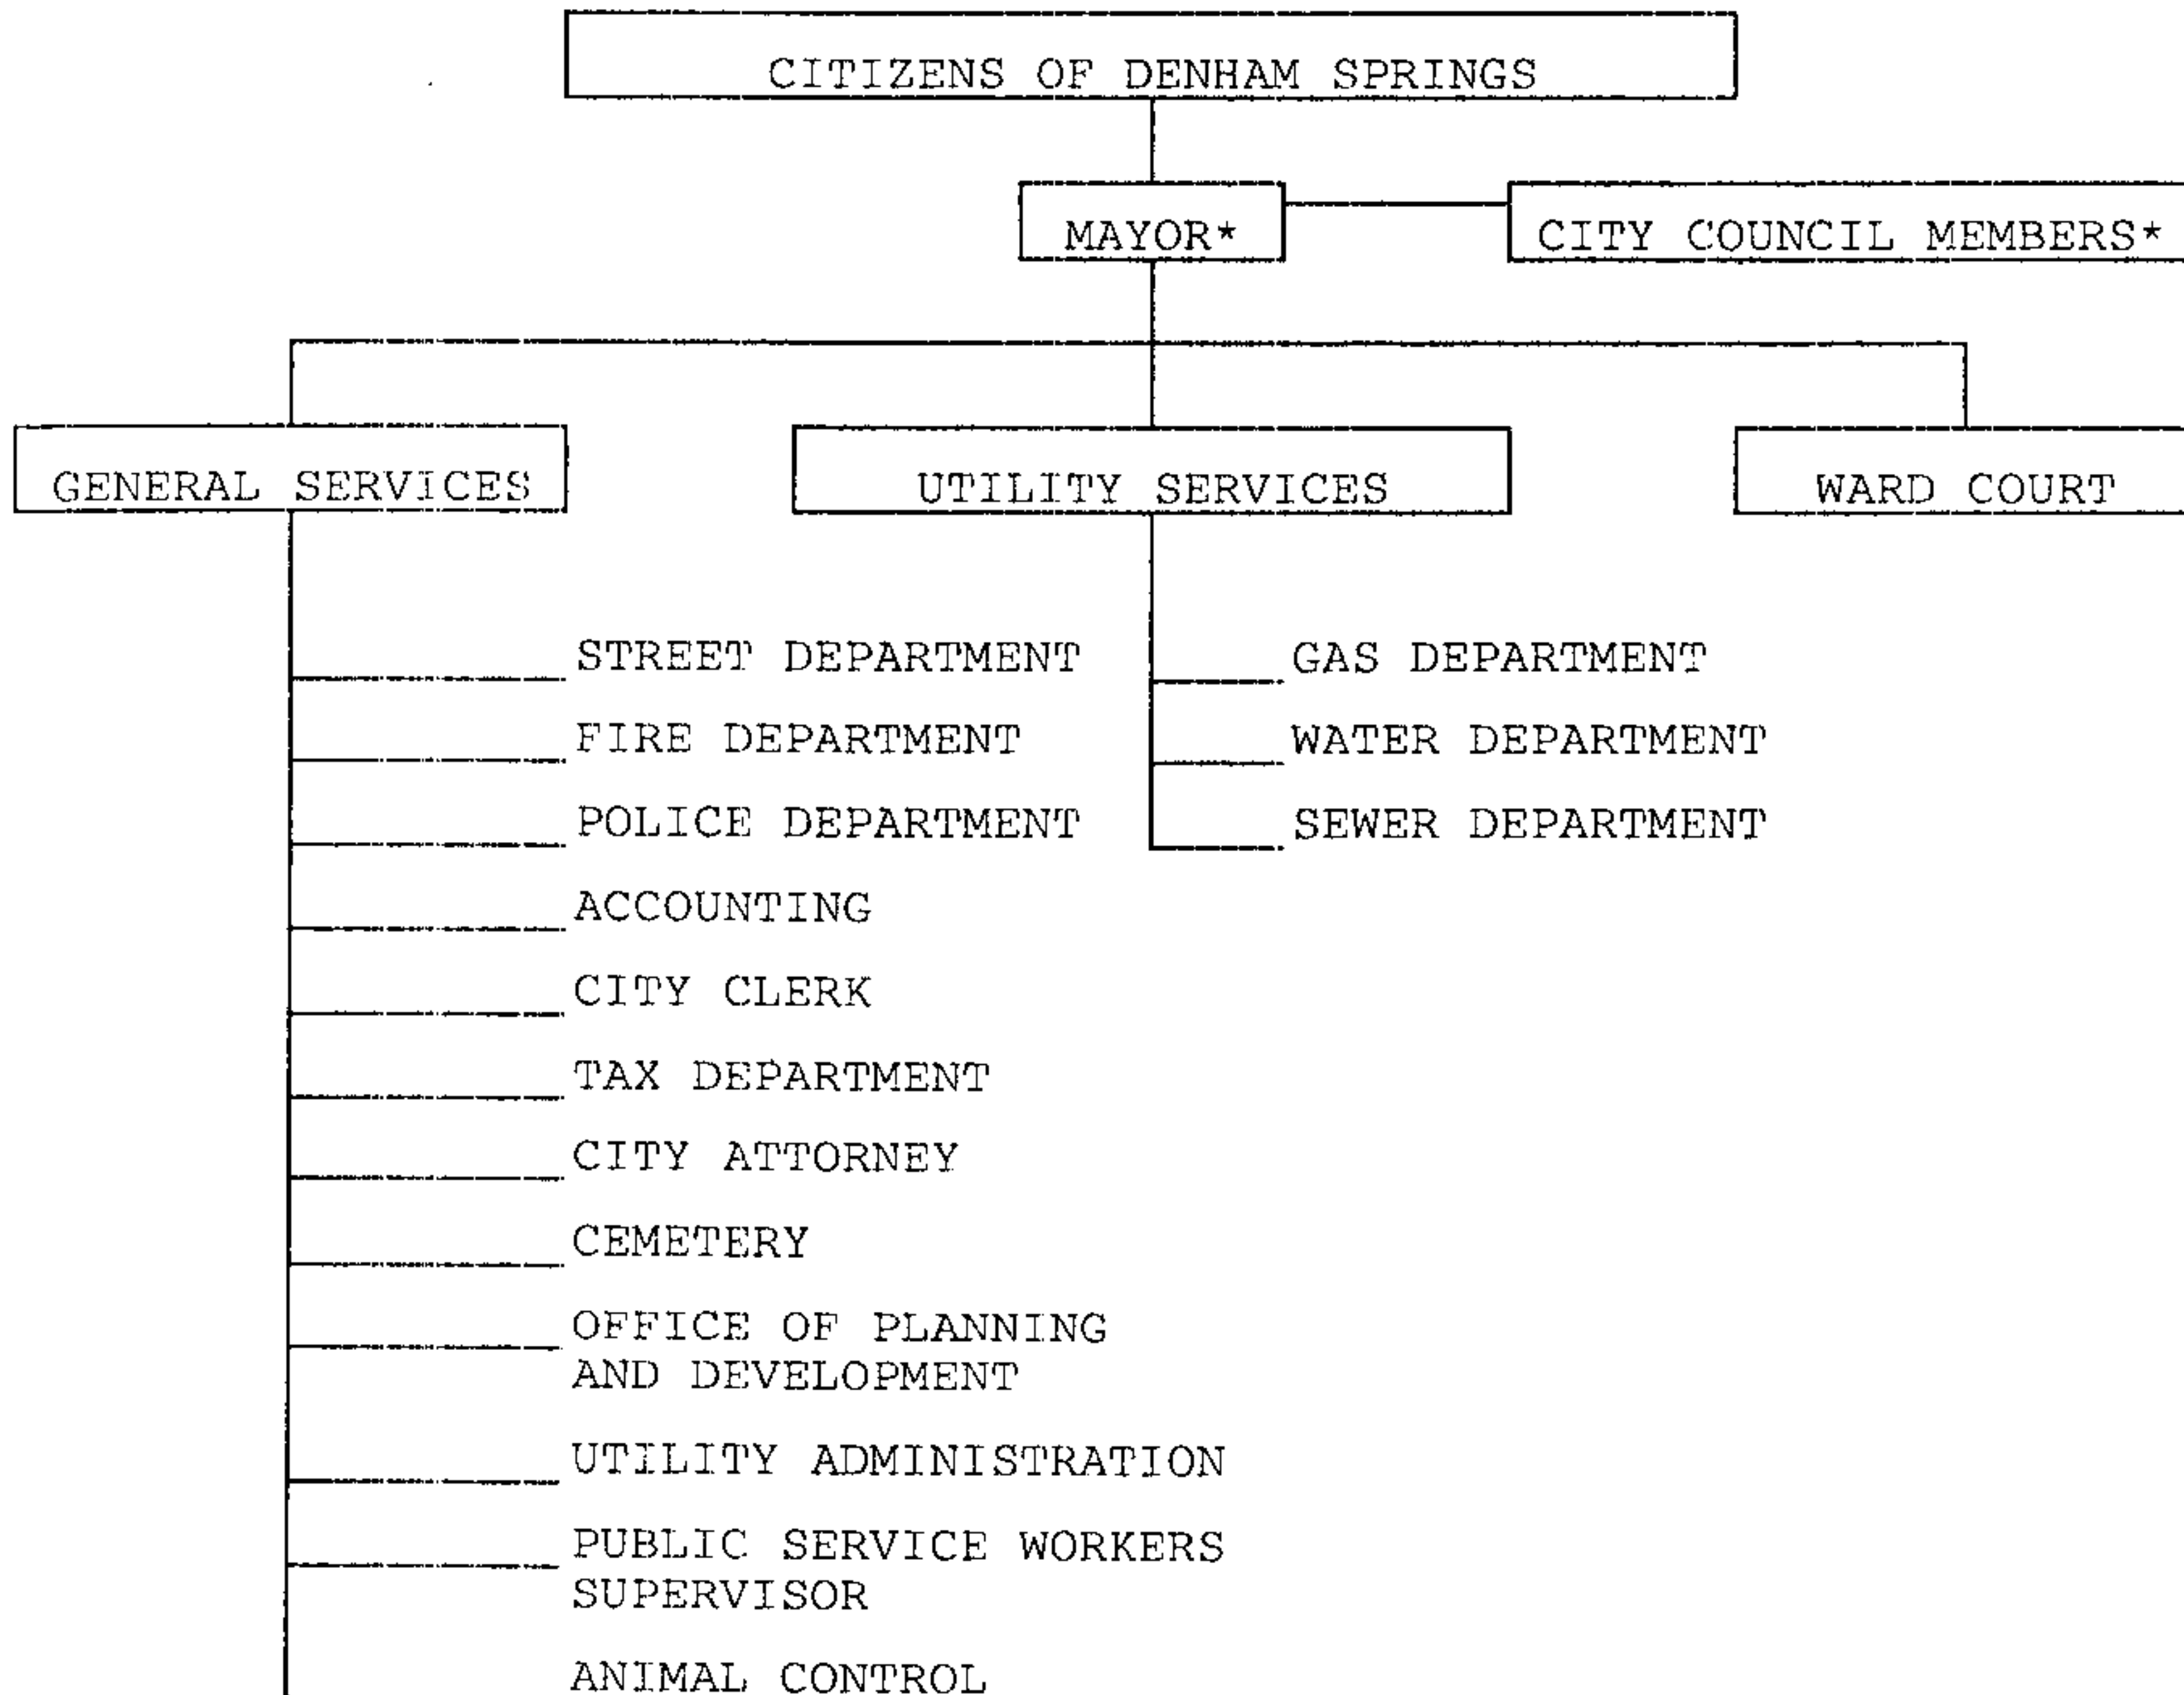 CITIZENS OF DENHAM SPRINGS
MAYOR*
CITY COUNCIL MEMBERS*
GENERAL SERVICES
UTILITY SERVICES
WARD COURT
STREET DEPARTMENT
FIRE DEPARTMENT
POLICE DEPARTMENT
ACCOUNTING
CITY CLERK
TAX DEPARTMENT
CITY ATTORNEY
CEMETERY
OFFICE OF PLANNING
AND DEVELOPMENT
UTILITY ADMINISTRATION
PUBLIC SERVICE WORKERS
SUPERVISOR
ANIMAL CONTROL
GAS DEPARTMENT
WATER DEPARTMENT
SEWER DEPARTMENT